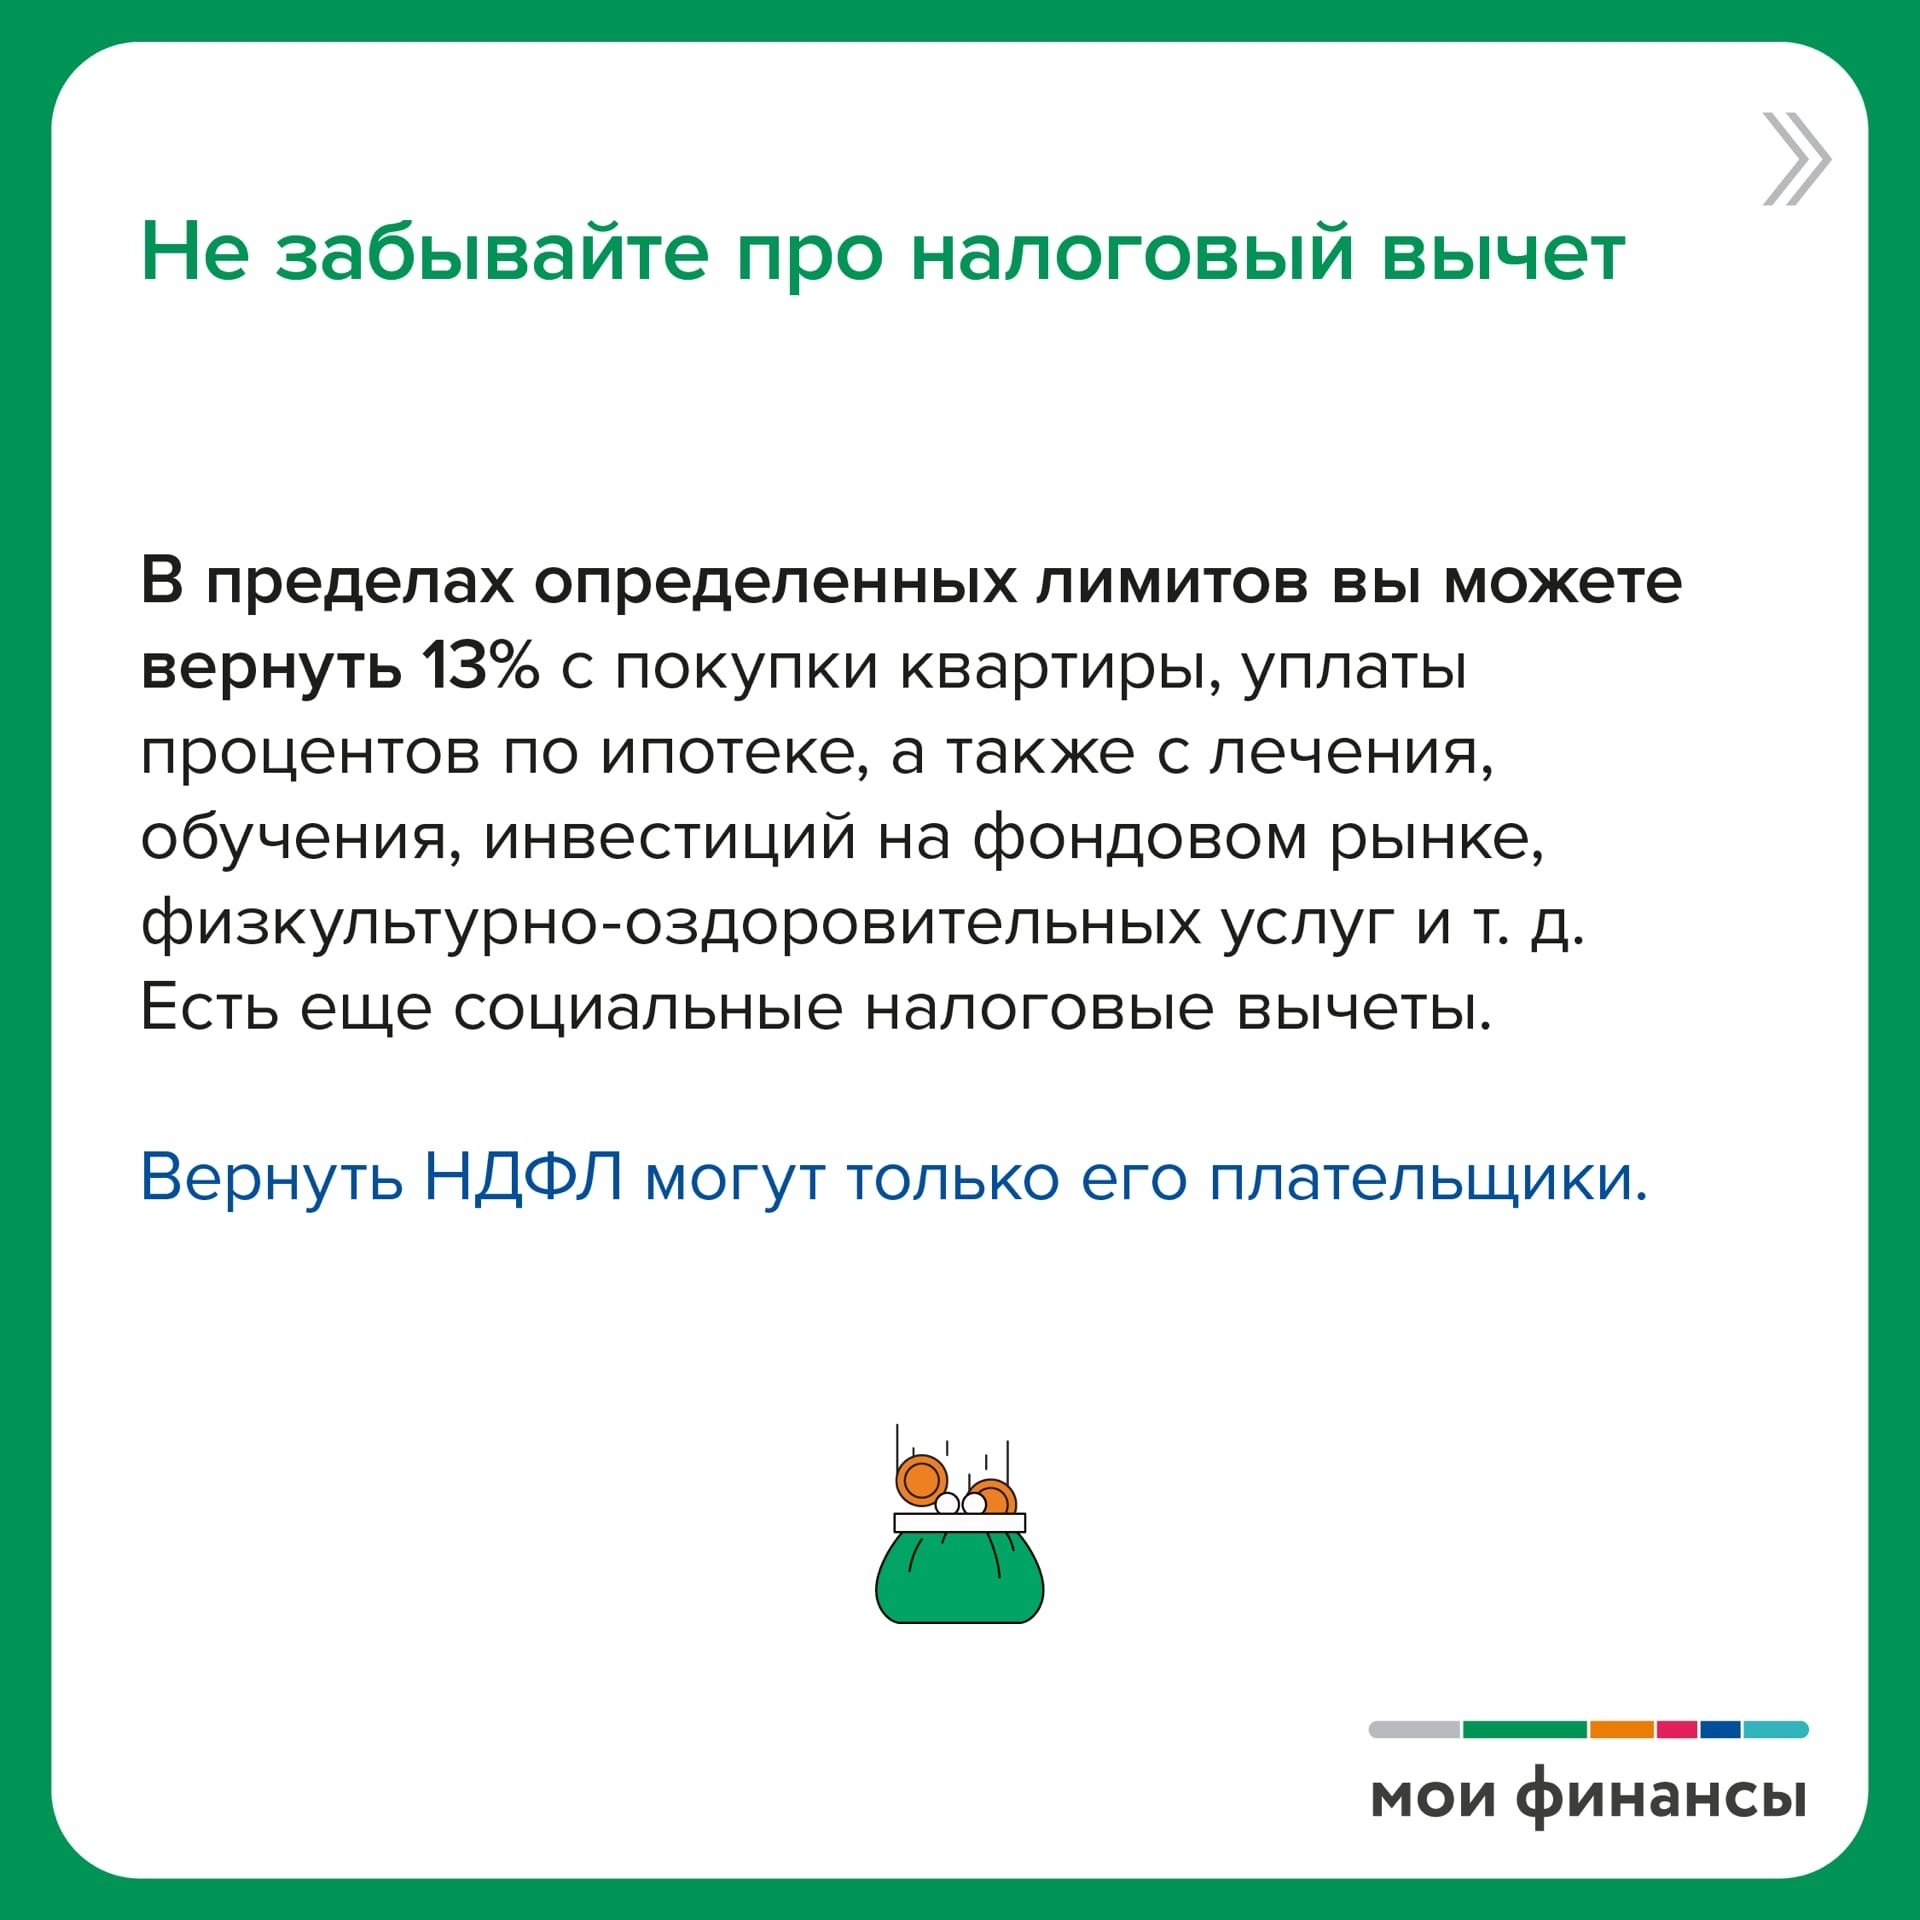 Не забывайте про налоговый вычет
В пределах определенных лимитов вы можете
вернуть 13% с покупки квартиры, уплаты
процентов по ипотеке, а также с лечения,
обучения, инвестиций на фондовом рынке,
физкультурно-оздоровительных услуг и т. д.
Есть еще социальные налоговые вычеты.
Вернуть НДФЛ могут только его плательщики.
мои финансы